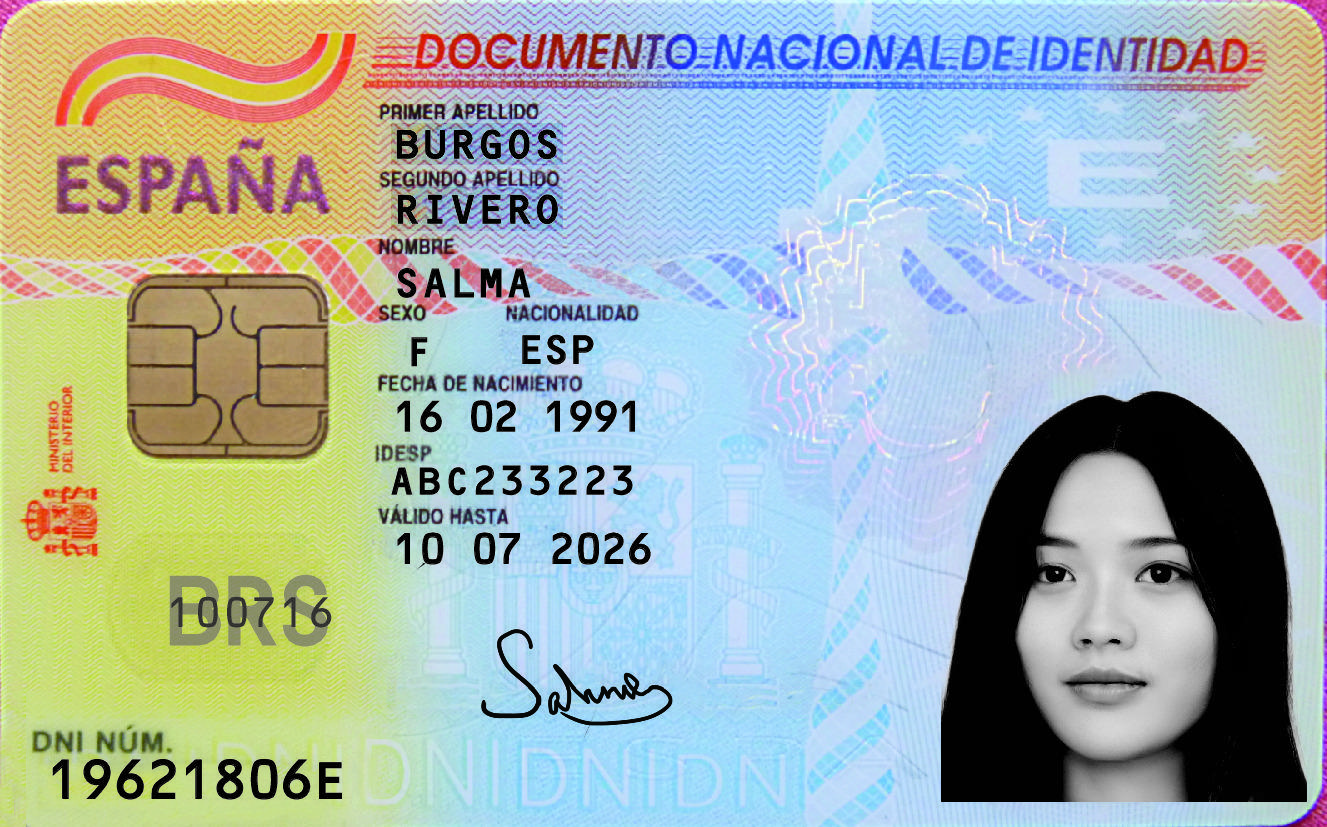 DOCUMENTO NACIONAL DE IDENTIDAD
ESPAÑA
PRIMER APELLIDO
BURGOS
SEGUNDO APELLIDO
RIVERO
NOMBRE
SALMA
SEXO NACIONALIDAD
F ESP
FECHA DE NACIMIENTO
16 02 1991
IDESP
ABC233223
VÁLIDO HASTA
10 07 2026
MINISTERIO
DEL INTERIOR
BRS
100716
Salma
DNI NÚM.
19621806E
DNIDNIDNIDN
E